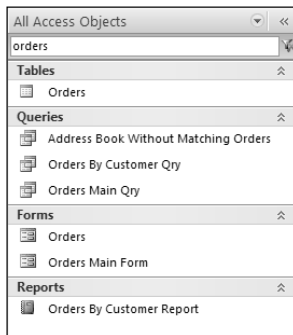 All Access Objects
orders
Tables
Orders
Queries
Address Book Without Matching Orders
Orders By Customer Qry
Orders Main Qry
Forms
Orders
Orders Main Form
Reports
Orders By Customer Report